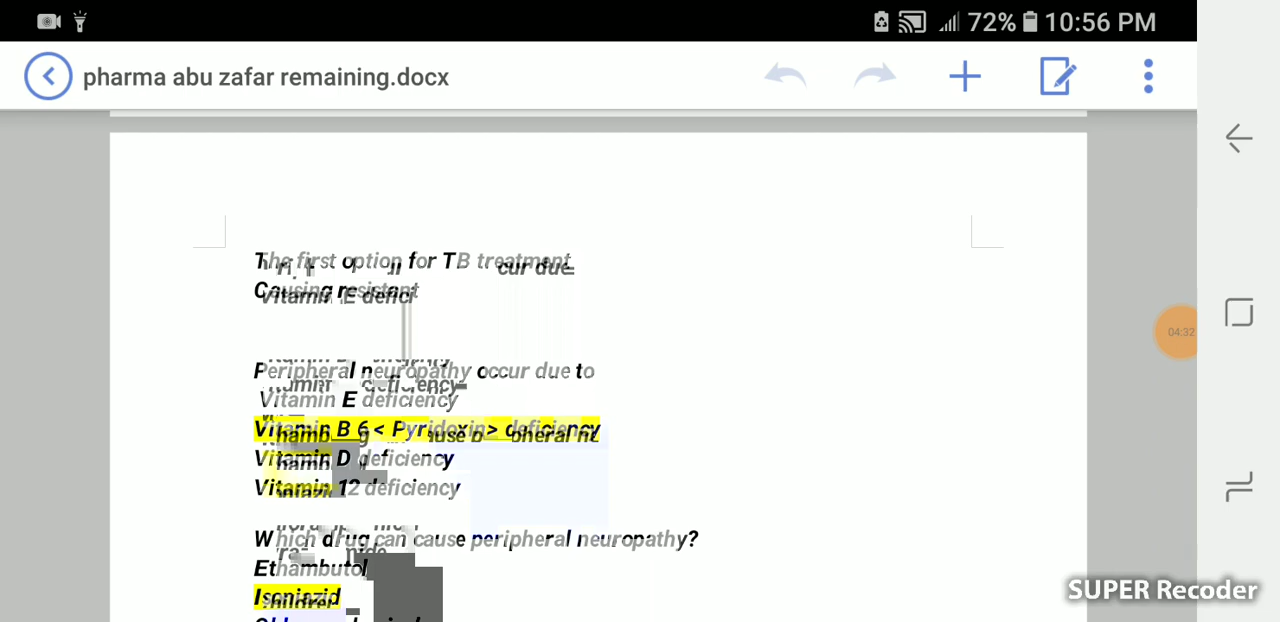 72% 10:56 PM
pharma abu zafar remaining.docx
The first option for TB treatment
Causing resistant
04:32
Peripheral neuropathy occur due to
Vitamin E deficiency
Vitamin B 6 < Pyridoxin> deficiency
Vitamin D deficiency
Vitamin 12 deficiency
Which drug can cause peripheral neuropathy?
Ethambutol
Isoniazid
SUPER Recoder